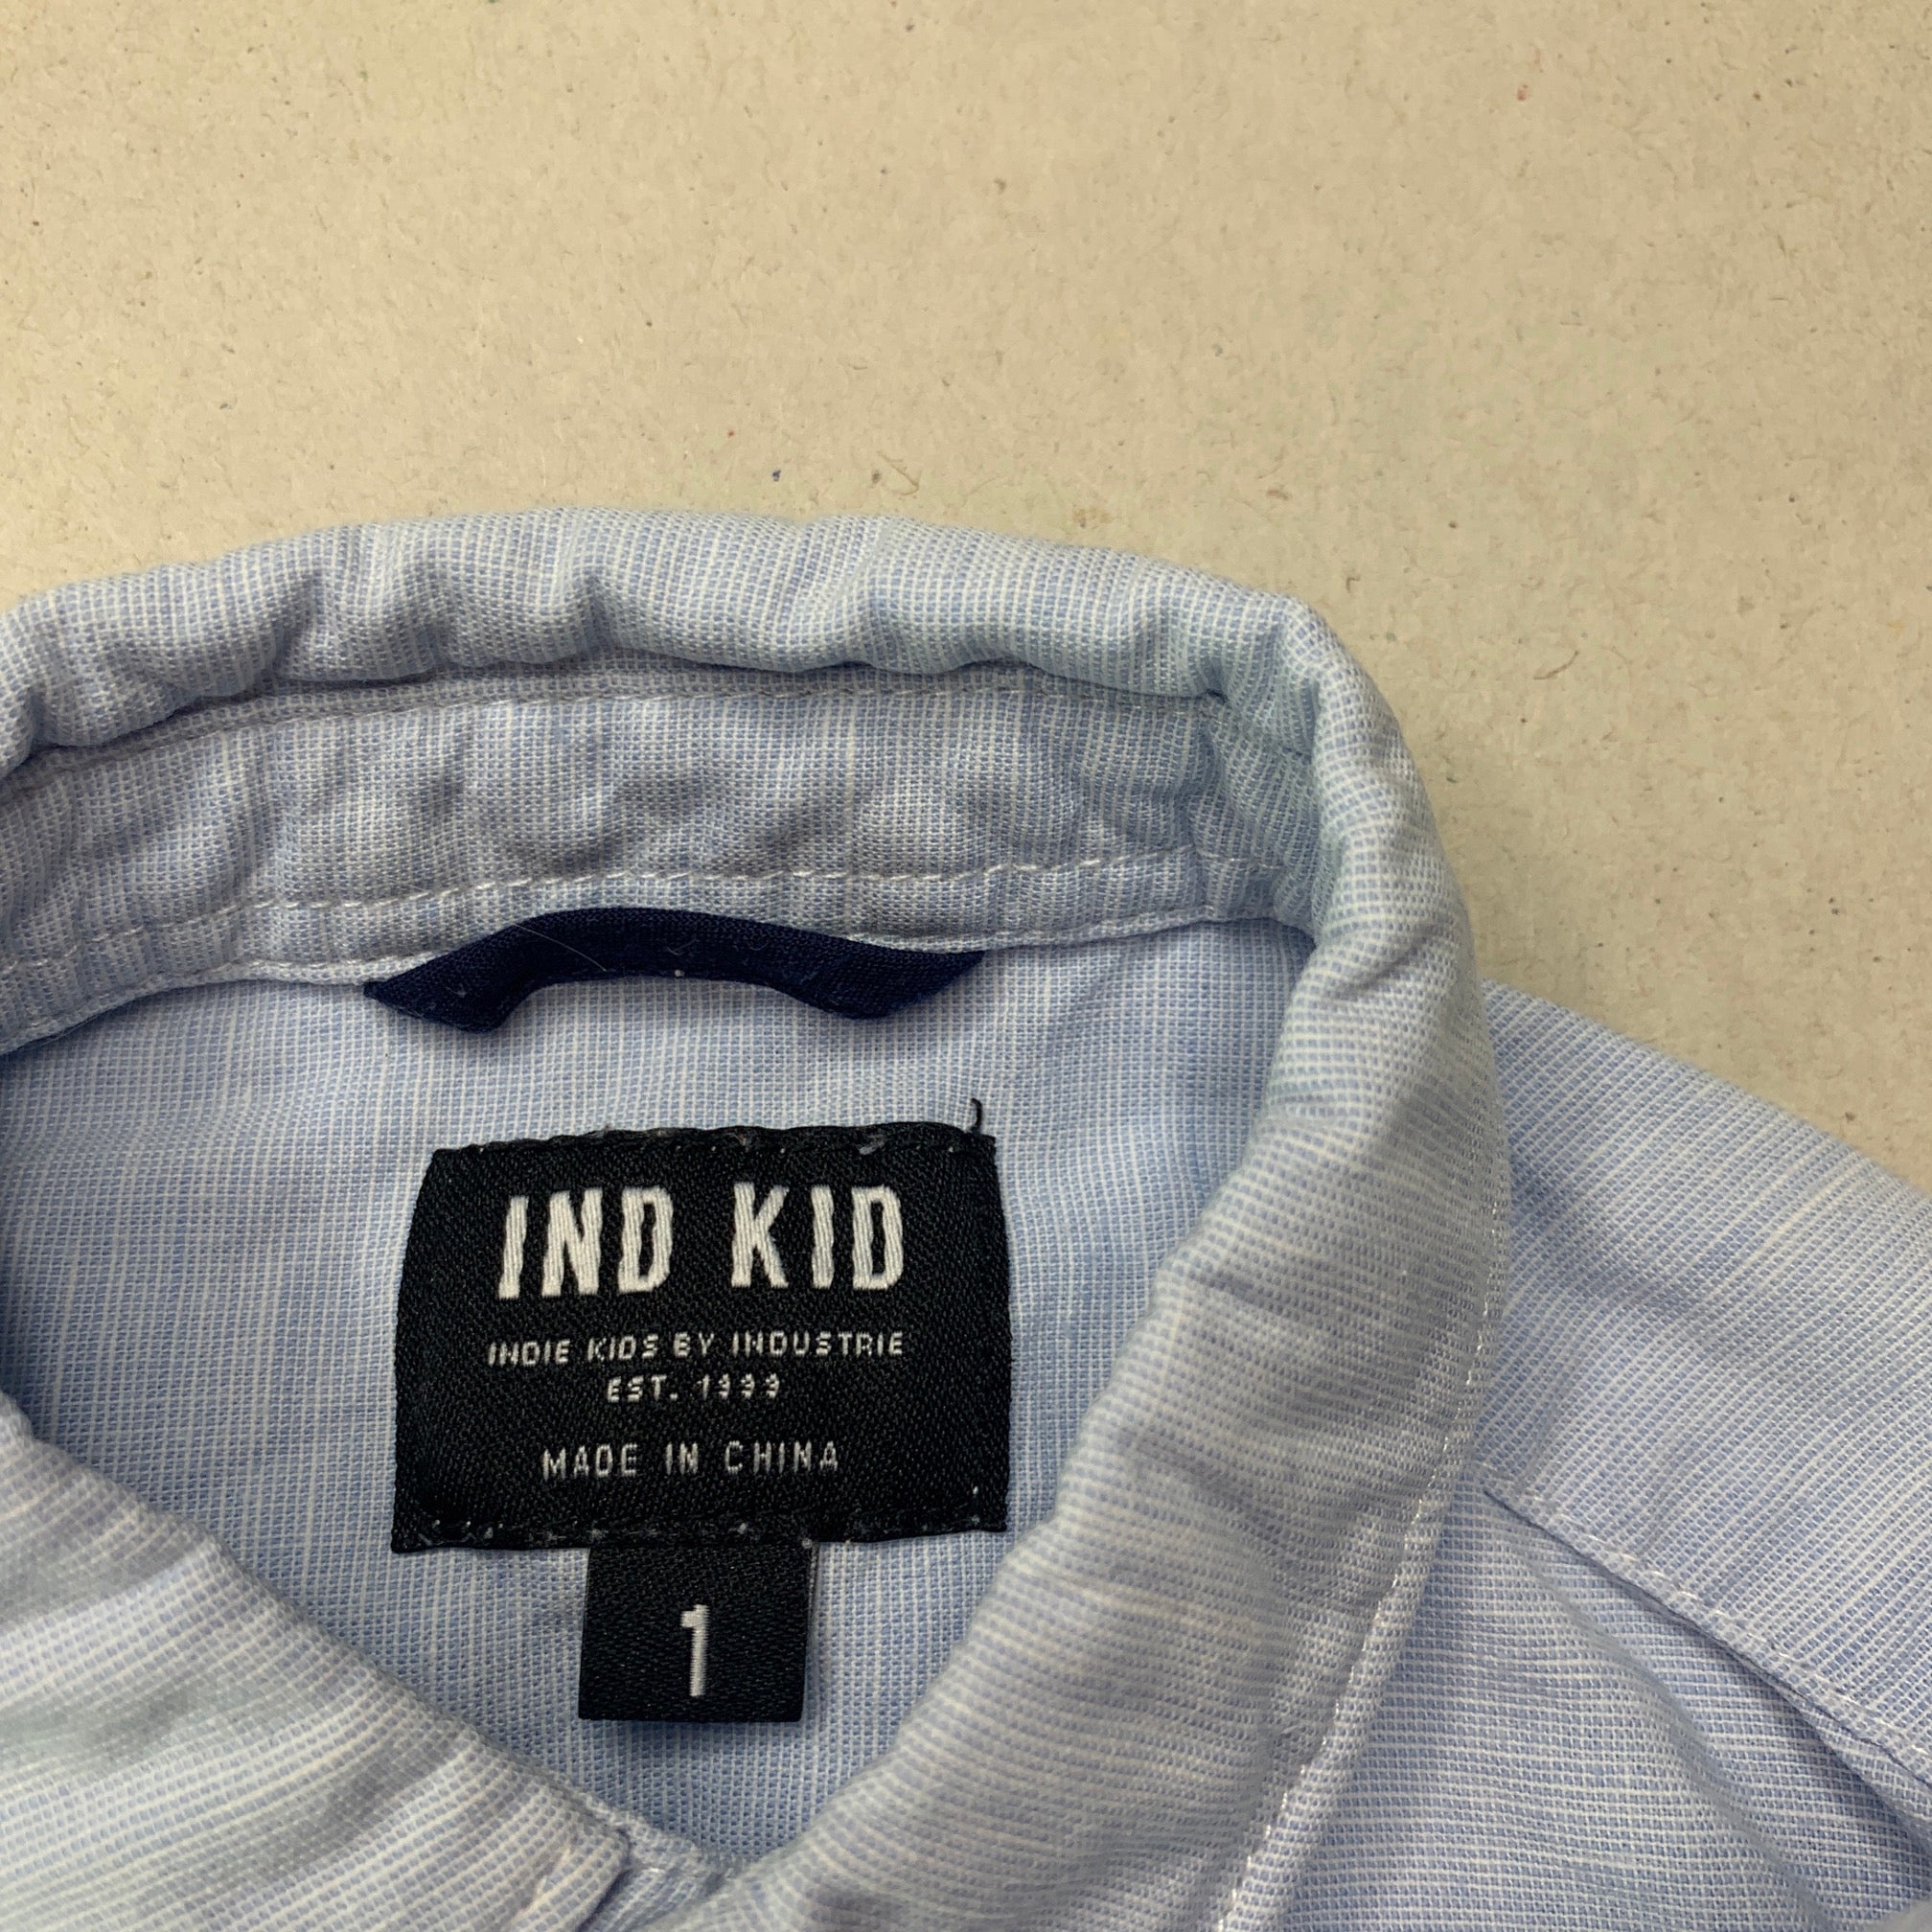 IND KID
INDIE KIDS BY INDUSTRIE
EST. 1999
MADE IN CHINA
1